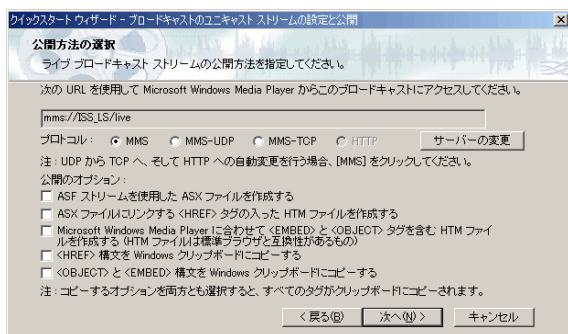 クイックスタート ウィザード - ブロードキャストのユニキャスト ストリームの設定と公開
公開方法の選択
ライブ ブロードキャスト ストリームの公開方法を指定してください。
次の URL を使用して Microsoft Windows Media Player からこのブロードキャストにアクセスしてください。
mms://ISS_LS/live
プロトコル: MMS MMS-UDP MMS-TCP HTTP サーバーの変更
注 : UDP から TCP へ、そして HTTP への自動変更を行う場合、[MMS] をクリックしてください。
公開のオプション :
ASF ストリームを使用した ASX ファイルを作成する
ASX ファイルにリンクする <HREF> タグの入った HTM ファイルを作成する
Microsoft Windows Media Player に合わせて <EMBED> と <OBJECT> タグを含む HTM ファイ
ルを作成する (HTM ファイルは標準ブラウザと互換性があるもの)
<HREF> 構文を Windows クリップボードにコピーする
<OBJECT> と <EMBED> 構文を Windows クリップボードにコピーする
注 : コピーするオプションを両方とも選択すると、すべてのタグがクリップボードにコピーされます。
< 戻る(B) 次へ(N) > キャンセル